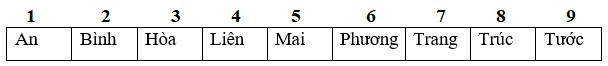 1 2 3 4 5 6 7 8 9
An Bình Hòa Liên Mai Phương Trang Trúc Tước